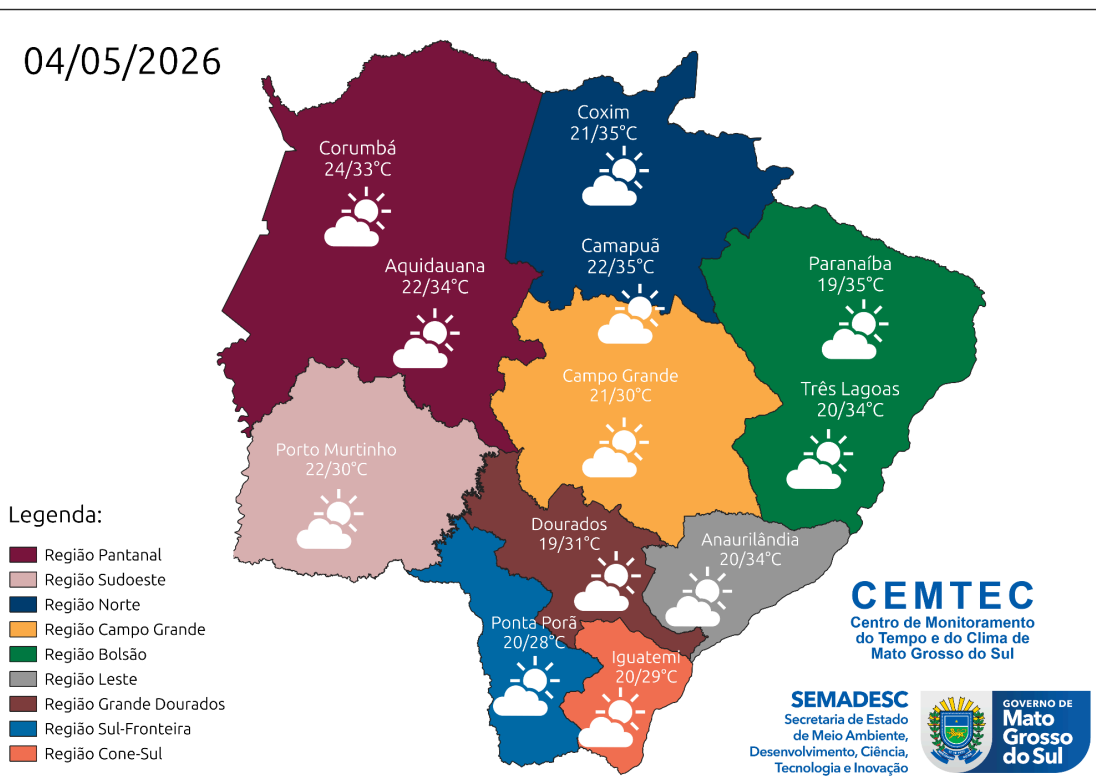 04/05/2026
Coxim
21/35°C
Corumbá
24/33°C
Camapuã
22/35°C
Aquidauana
22/34°C
Paranaíba
19/35°C
Campo Grande
21/30°C
Três Lagoas
20/34°C
Porto Murtinho
22/30°C
Dourados
19/31°C
Anaurilândia
20/34°C
Ponta Porã
20/28°C
Iguatemi
20/29°C
Legenda:
Região Pantanal
Região Sudoeste
Região Norte
Região Campo Grande
Região Bolsão
Região Leste
Região Grande Dourados
Região Sul-Fronteira
Região Cone-Sul
CEMTEC
Centro de Monitoramento
do Tempo e do Clima de
Mato Grosso do Sul
SEMADESC
Secretaria de Estado
de Meio Ambiente,
Desenvolvimento, Ciência,
Tecnologia e Inovação
GOVERNO DE
Mato
Grosso
do Sul